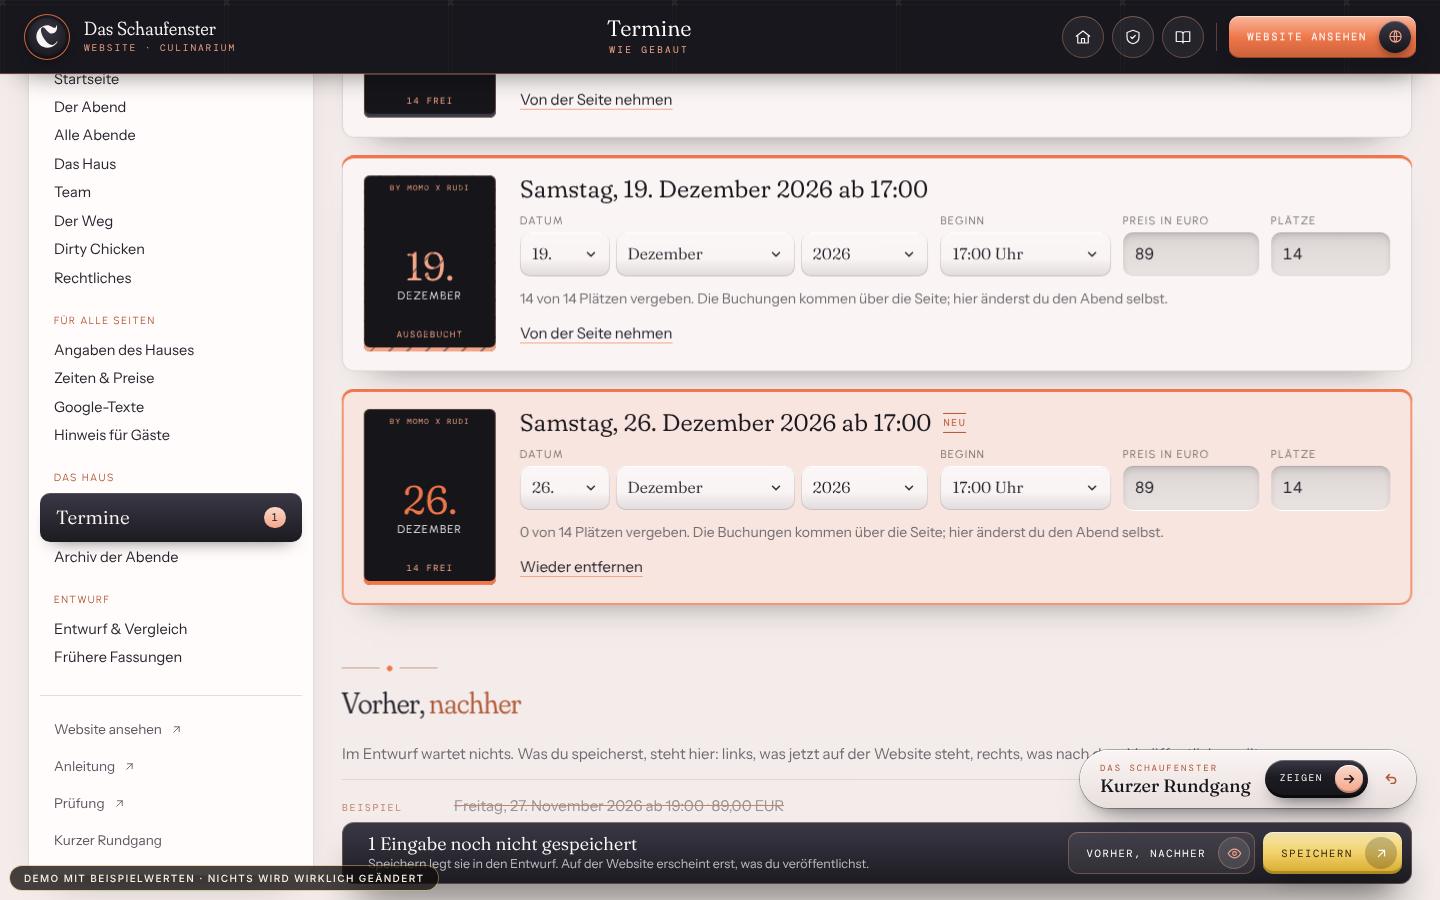 Das Schaufenster
WEBSITE · CULINARIUM
Termine
WIE GEBAUT
WEBSITE ANSEHEN
Startseite
Der Abend
Alle Abende
Das Haus
Team
Der Weg
Dirty Chicken
Rechtliches
FÜR ALLE SEITEN
Angaben des Hauses
Zeiten & Preise
Google-Texte
Hinweis für Gäste
DAS HAUS
Termine 1
Archiv der Abende
ENTWURF
Entwurf & Vergleich
Frühere Fassungen
Website ansehen
Anleitung
Prüfung
Kurzer Rundgang
14 FREI
Von der Seite nehmen
BY MOMO X RUDI
19.
DEZEMBER
AUSGEBUCHT
Samstag, 19. Dezember 2026 ab 17:00
DATUM BEGINN PREIS IN EURO PLÄTZE
19. Dezember 2026 17:00 Uhr 89 14
14 von 14 Plätzen vergeben. Die Buchungen kommen über die Seite; hier änderst du den Abend selbst.
Von der Seite nehmen
BY MOMO X RUDI
26.
DEZEMBER
14 FREI
Samstag, 26. Dezember 2026 ab 17:00 NEU
DATUM BEGINN PREIS IN EURO PLÄTZE
26. Dezember 2026 17:00 Uhr 89 14
0 von 14 Plätzen vergeben. Die Buchungen kommen über die Seite; hier änderst du den Abend selbst.
Wieder entfernen
Vorher, nachher
Im Entwurf wartet nichts. Was du speicherst, steht hier: links, was jetzt auf der Website steht, rechts, was nach
BEISPIEL Freitag, 27. November 2026 ab 19:00 · 89,00 EUR
DAS SCHAUFENSTER
Kurzer Rundgang
ZEIGEN
1 Eingabe noch nicht gespeichert
Speichern legt sie in den Entwurf. Auf der Website erscheint erst, was du veröffentlichst.
VORHER, NACHHER
SPEICHERN
DEMO MIT BEISPIELWERTEN · NICHTS WIRD WIRKLICH GEÄNDERT